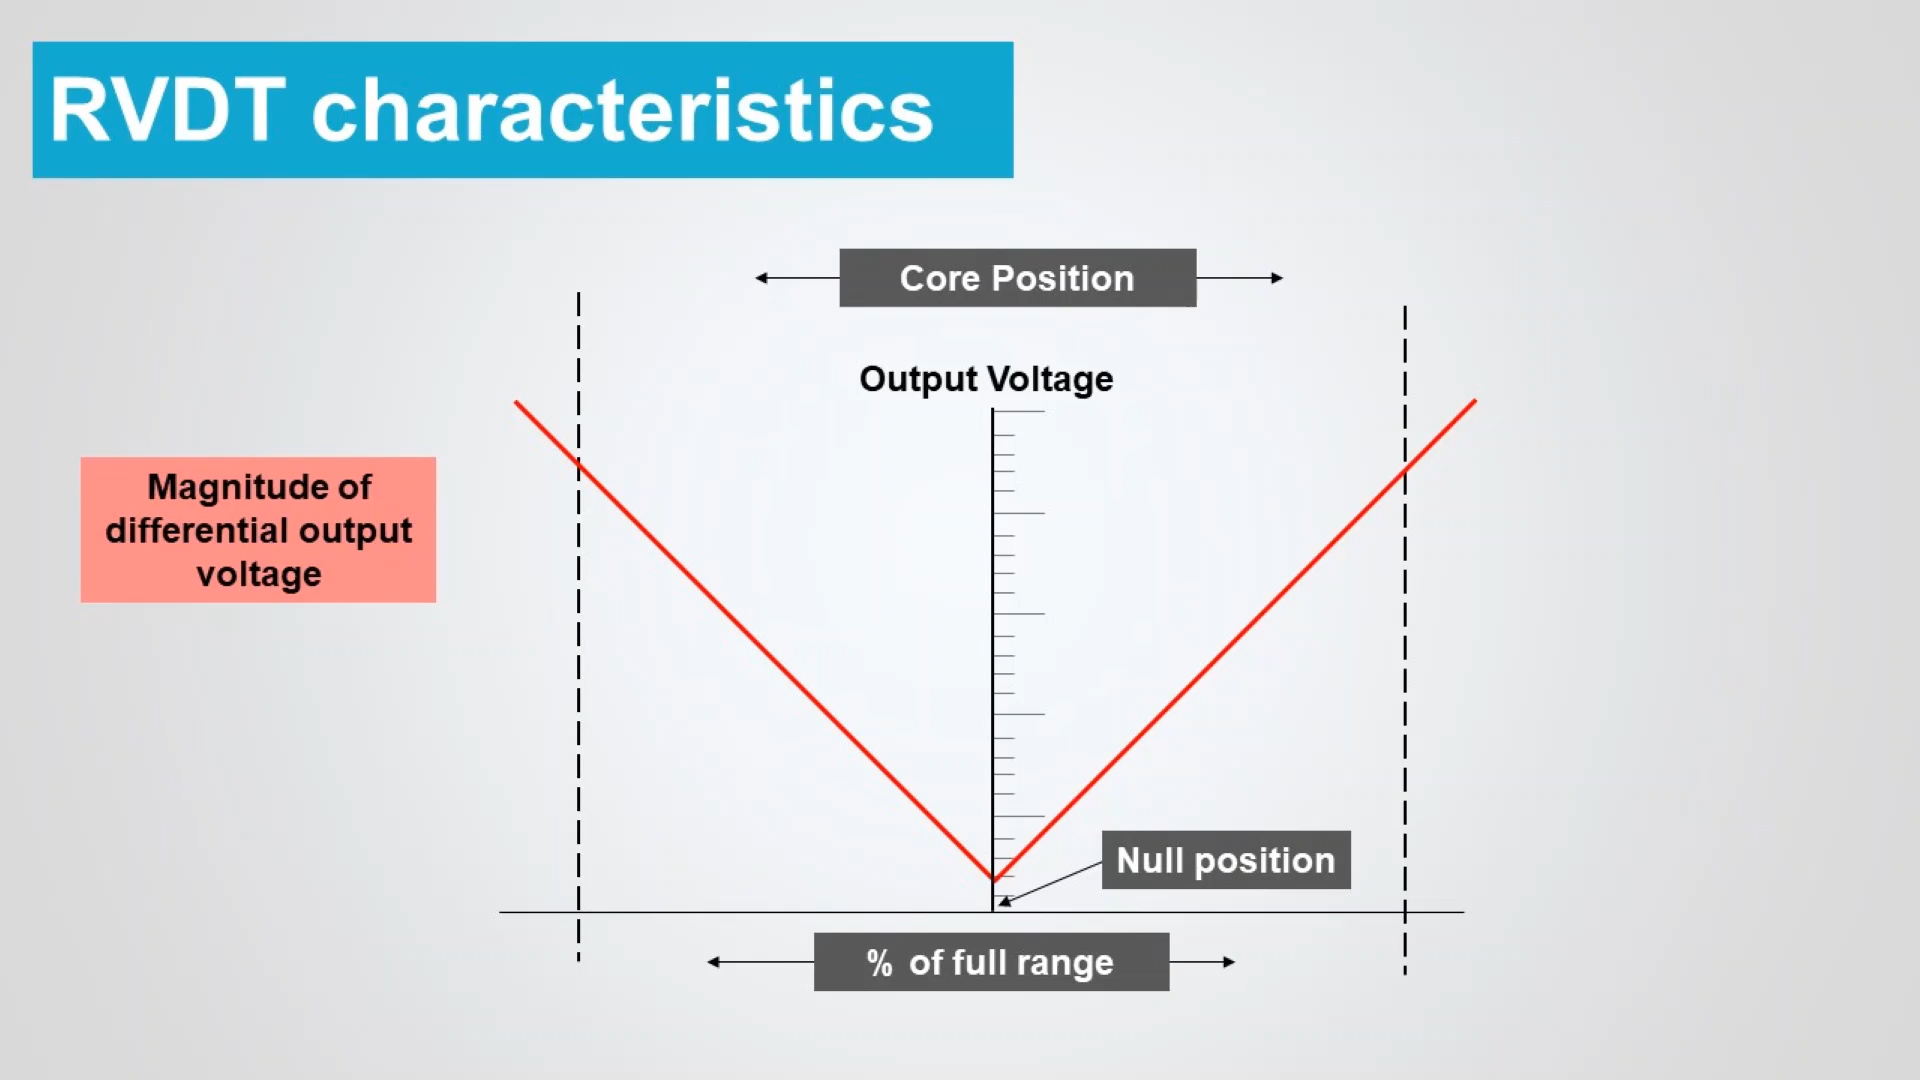 RVDT characteristics
Core Position
Output Voltage
Magnitude of
differential output
voltage
Null position
% of full range